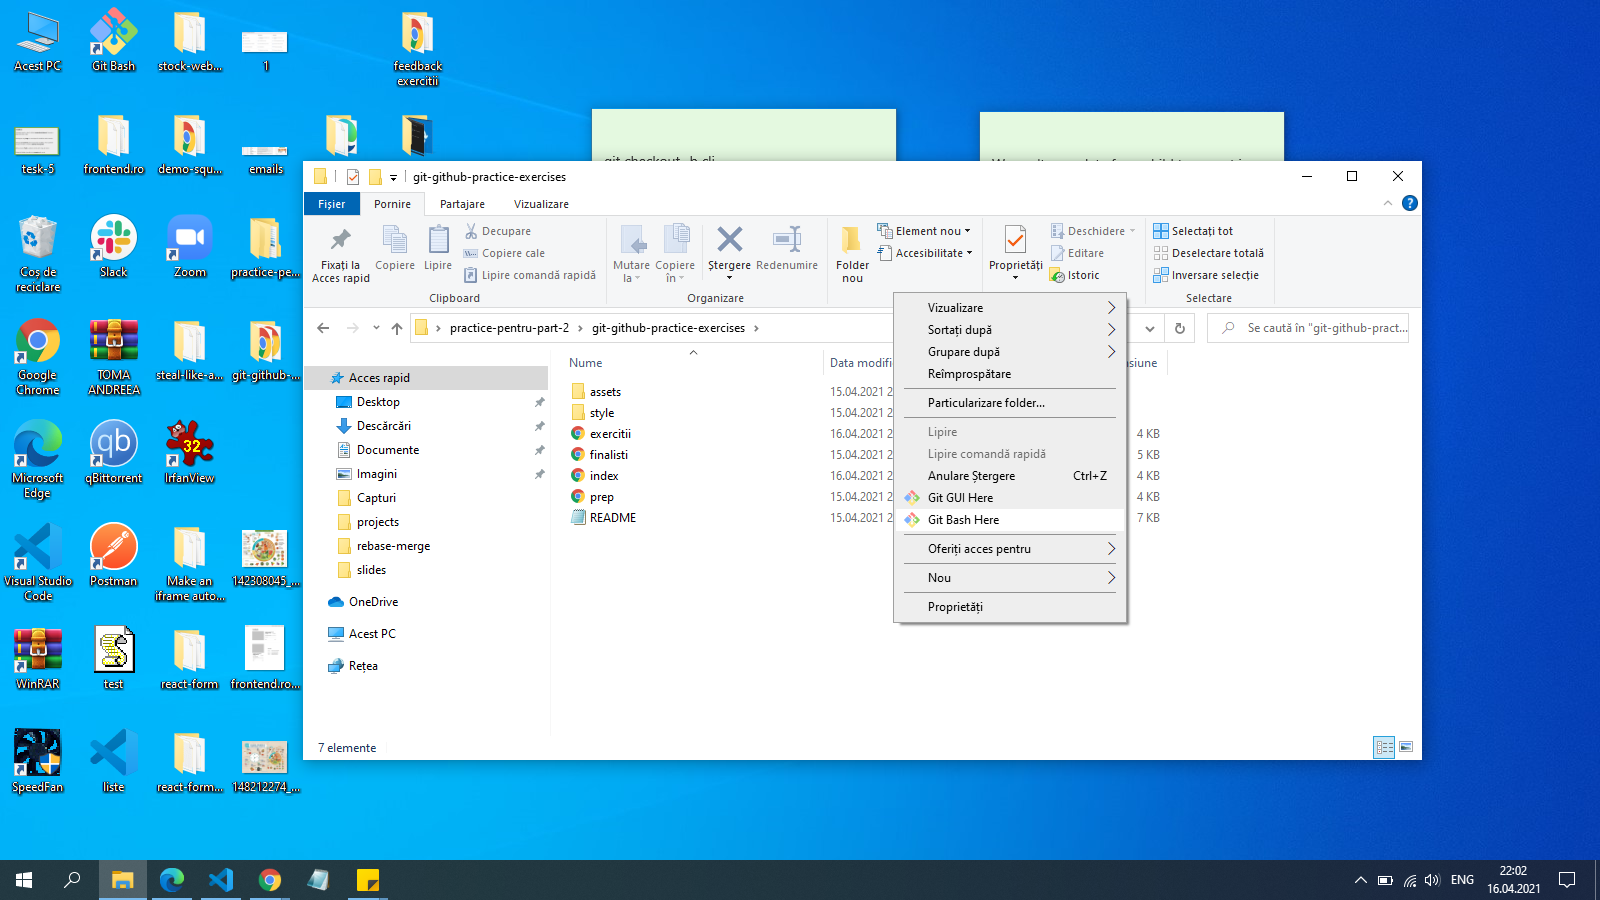 Acest PC
Git Bash
stock-web...
1
feedback
exercitii
tesk-5
frontend.ro
demo-squ...
emails
Coș de
reciclare
Slack
Zoom
practice-pe...
Google
Chrome
TOMA
ANDREEA
steal-like-a...
git-github-...
Microsoft
Edge
qBittorrent
32
IrfanView
Visual Studio
Code
Postman
Make an
iframe auto...
142308045_...
WinRAR
test
react-form
frontend.ro...
SpeedFan
liste
react-form...
148212274_...
git checkout -b cli
git-github-practice-exercises
Fișier
Pornire
Partajare
Vizualizare
Fixați la
Acces rapid
Copiere
Lipire
Decupare
Copiere cale
Lipire comandă rapidă
Clipboard
Mutare
la
Copiere
în
Ștergere
Redenumire
Organizare
Folder
nou
Element nou
Accesibilitate
Proprietăți
Deschidere
Editare
Istoric
Selectați tot
Deselectare totală
Inversare selecție
Selectare
practice-pentru-part-2
git-github-practice-exercises
Se caută în "git-github-pract...
Acces rapid
Desktop
Descărcări
Documente
Imagini
Capturi
projects
rebase-merge
slides
OneDrive
Acest PC
Rețea
Nume
Data modifi
siune
assets 15.04.2021 2
style 15.04.2021 2
exercitii 16.04.2021 2 4 KB
finalisti 15.04.2021 2 5 KB
index 16.04.2021 2 4 KB
prep 15.04.2021 2 4 KB
README 15.04.2021 2 7 KB
Vizualizare
Sortați după
Grupare după
Reîmprospătare
Particularizare folder...
Lipire
Lipire comandă rapidă
Anulare Ștergere Ctrl+Z
Git GUI Here
Git Bash Here
Oferiți acces pentru
Nou
Proprietăți
7 elemente
ENG
22:02
16.04.2021